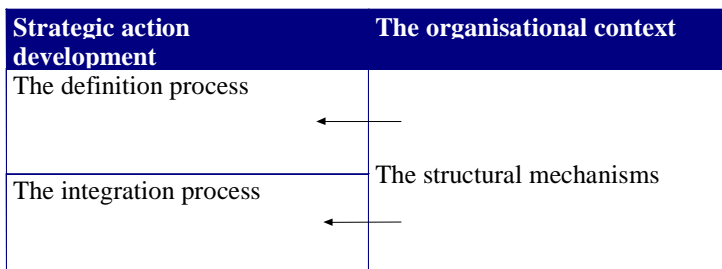 Strategic action
development
The organisational context
The definition process
The structural mechanisms
The integration process